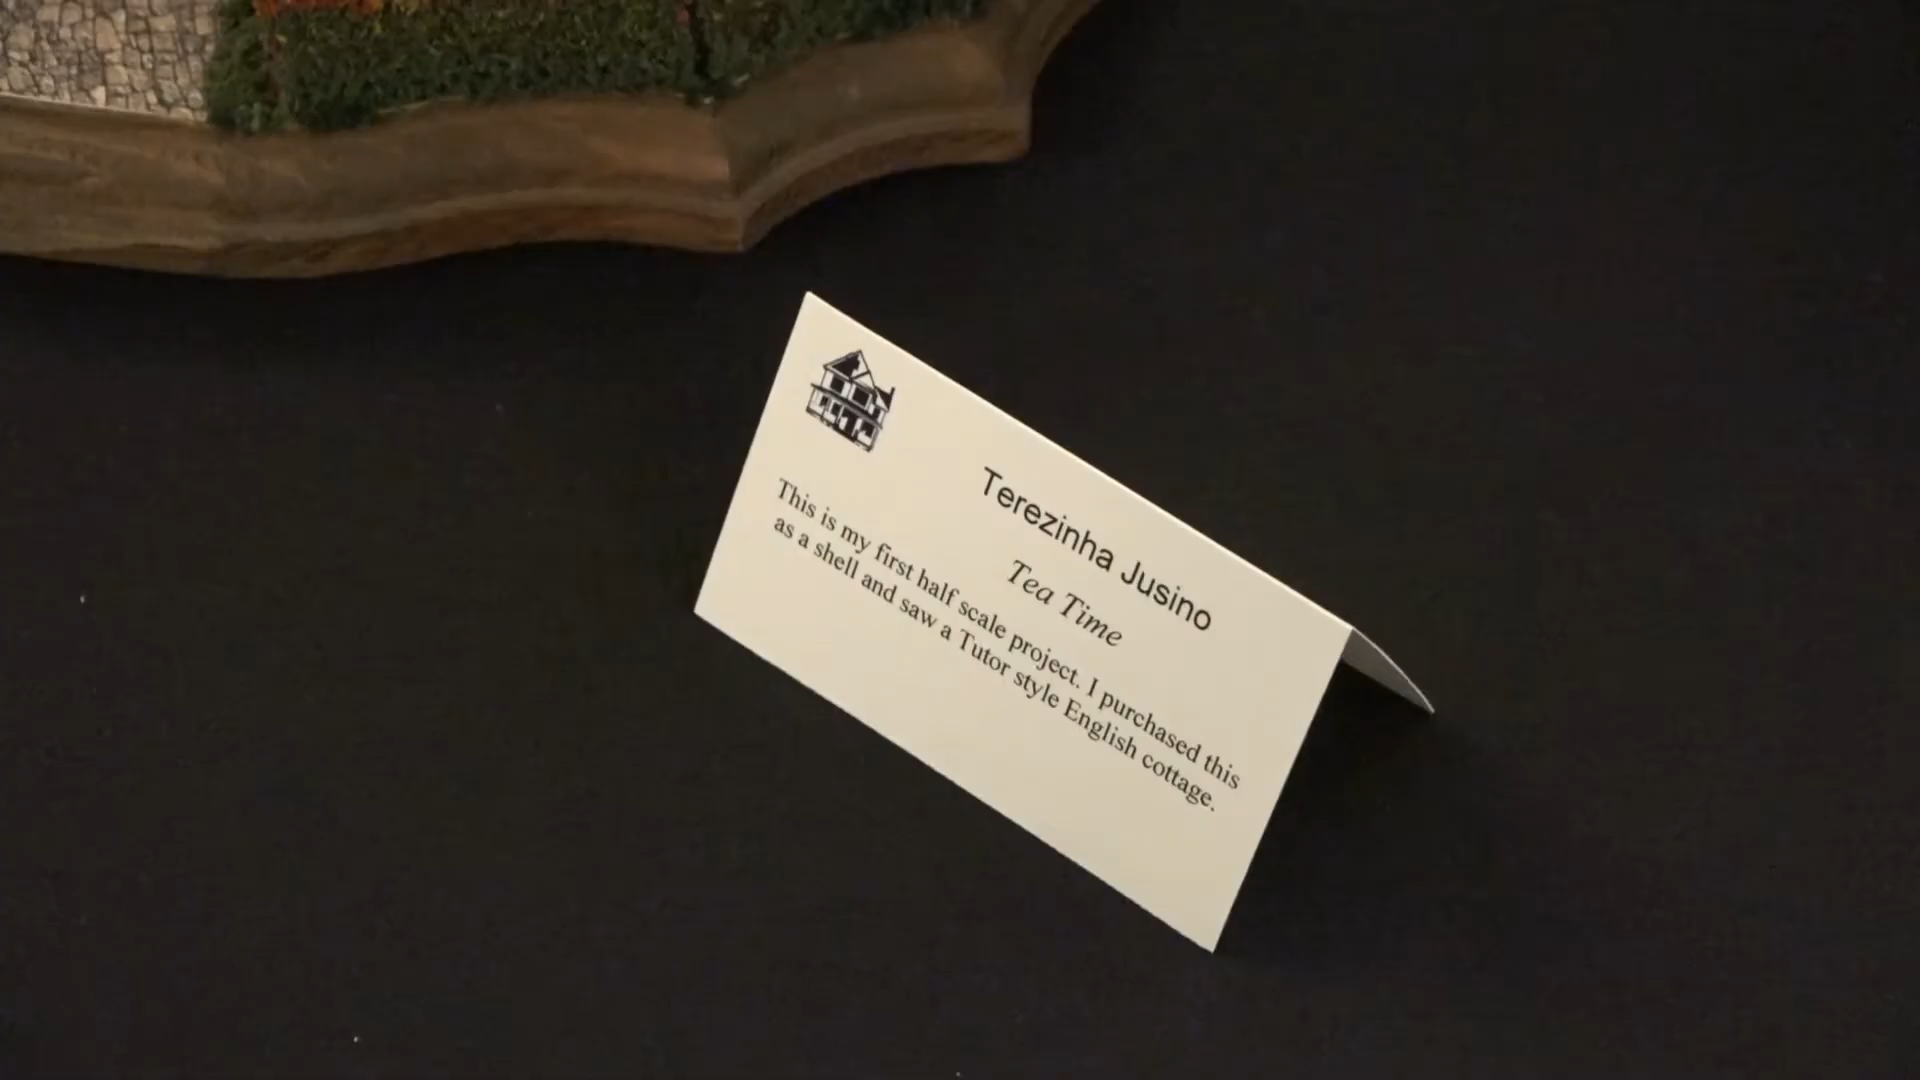 Terezinha Jusino
Tea Time
This is my first half scale project. I purchased this
as a shell and saw a Tutor style English cottage.